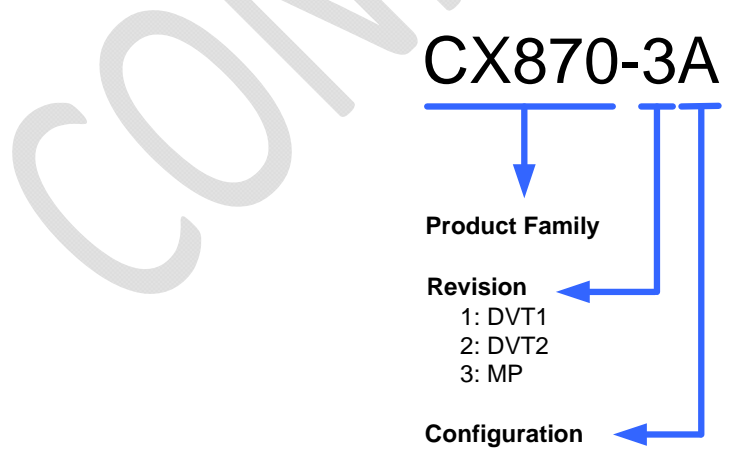 CX870-3A
Product Family
Revision
1: DVT1
2: DVT2
3: MP
Configuration